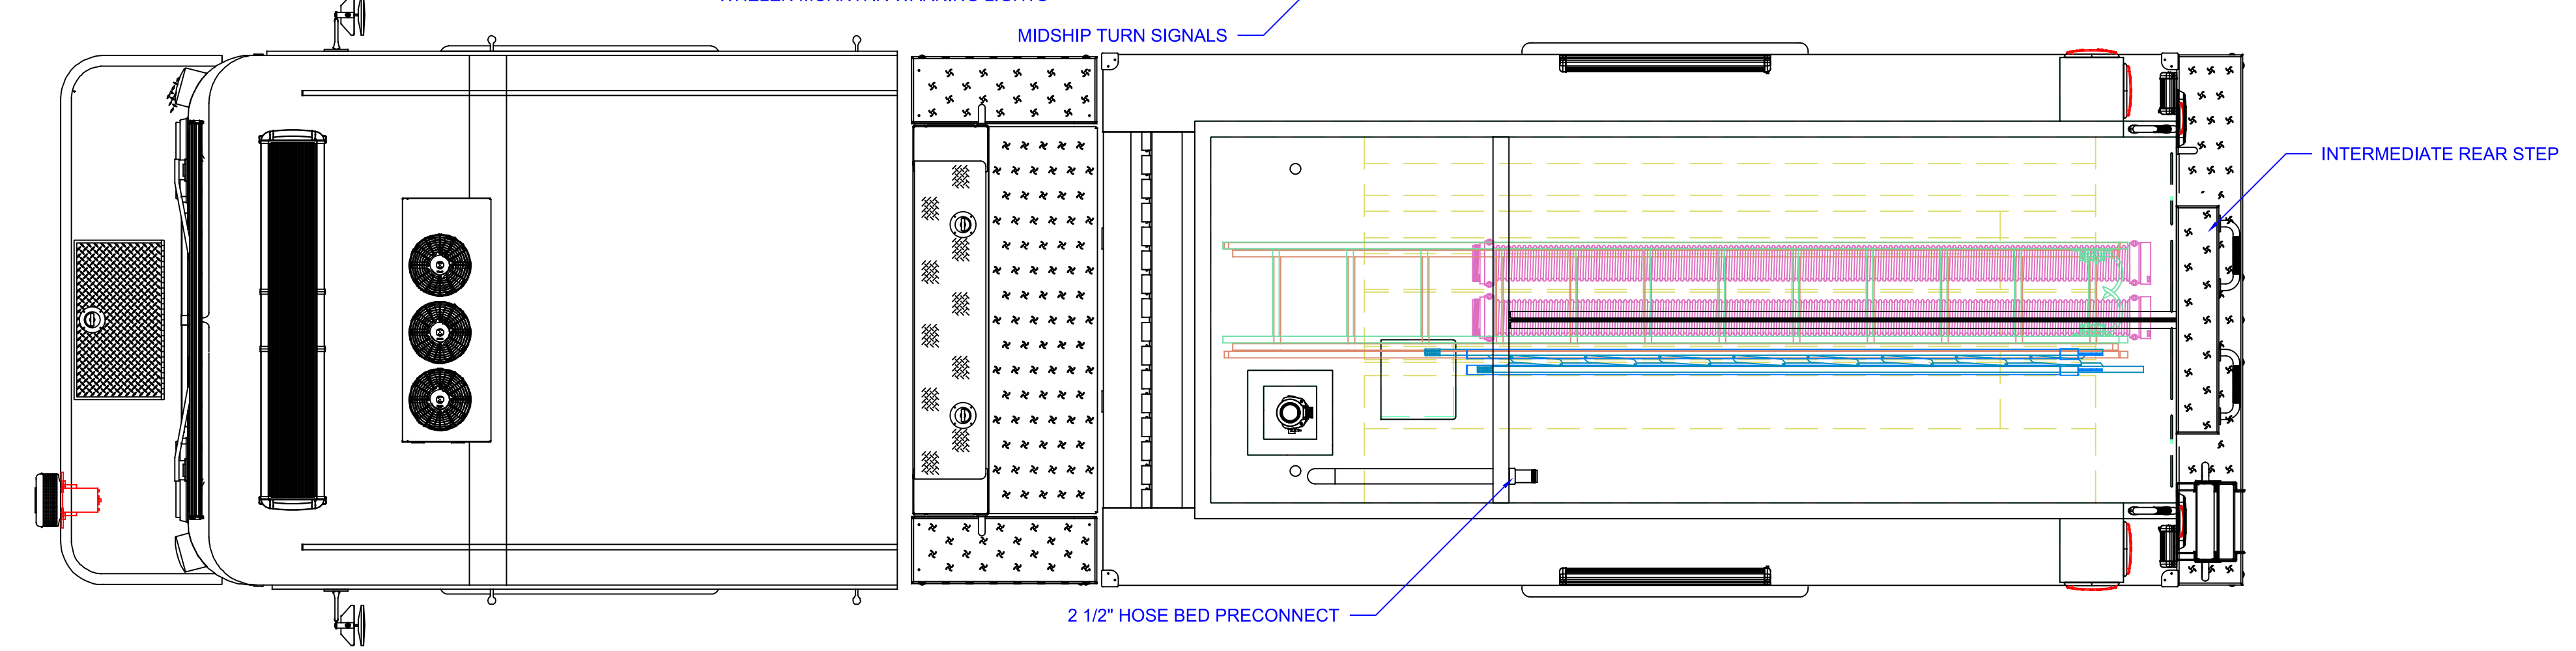 MIDSHIP TURN SIGNALS
INTERMEDIATE REAR STEP
2 1/2" HOSE BED PRECONNECT